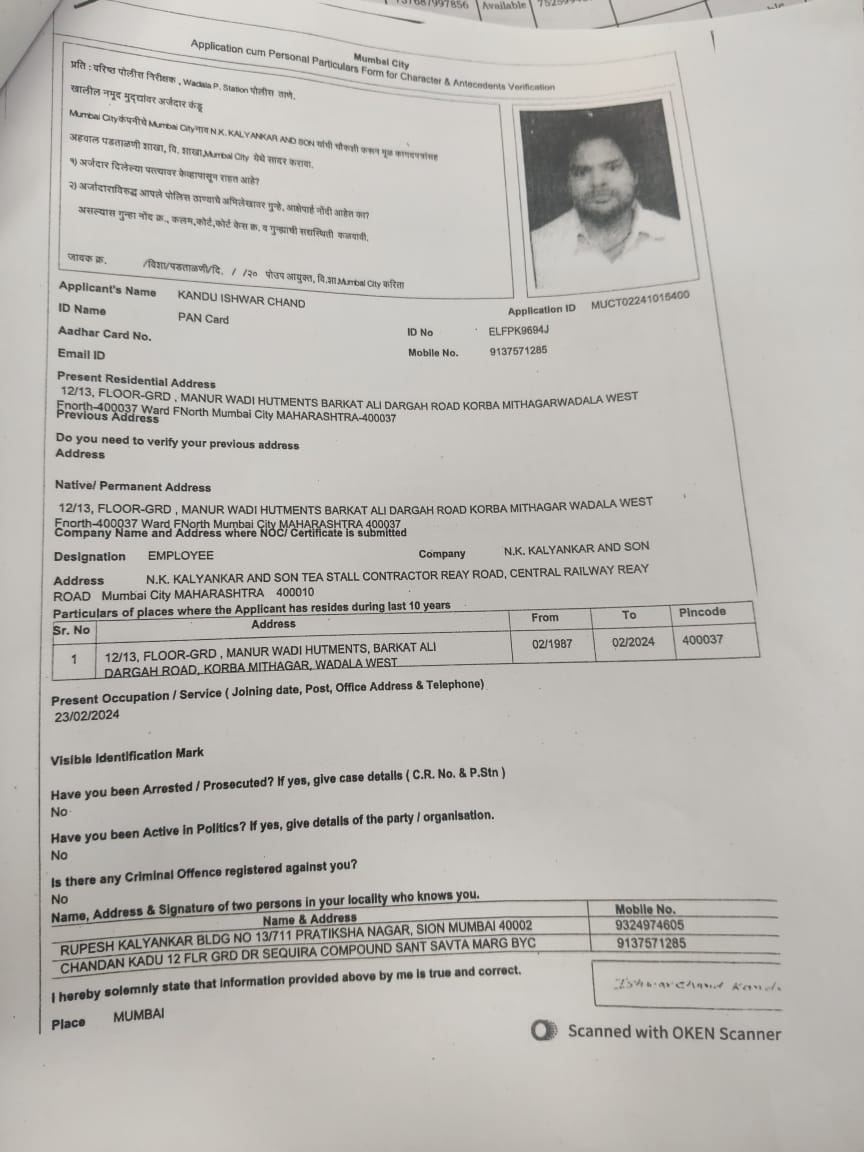 Available
Mumbai City
Application cum Personal Particulars Form for Character & Antecedents Verification
प्रति : वरिष्ठ पोलीस निरीक्षक , Wadala P. Station पोलीस ठाणे.
खालील नमूद मुद्यांवर अर्जदार कंडू
Mumbai Cityकंपनीचे Mumbai Cityगाव N.K. KALYANKAR AND SON यांची चौकशी करून मूळ कागदपत्रांसह
अहवाल पडताळणी शाखा, वि. शाखा,Mumbai City येथे सादर करावा.
१) अर्जदार दिलेल्या पत्त्यावर केव्हापासून राहत आहे?
२) अर्जादाराविरुद्ध आपले पोलिस ठाण्याचे अभिलेखावर गुन्हे, आक्षेपार्ह नोंदी आहेत का?
असल्यास गुन्हा नोंद क्र., कलम,कोर्ट,कोर्ट केस क्र. व गुन्ह्याची सद्यस्थिती कळवावी.
जावक क्र. /विशा/पडताळणी/दि. / /२० पोउप आयुक्त, वि.शा.Mumbai City करिता
Applicant's Name KANDU ISHWAR CHAND Application ID MUCT02241015400
ID Name PAN Card ID No ELFPK9694J
Aadhar Card No. Mobile No. 9137571285
Email ID
Present Residential Address
12/13, FLOOR-GRD , MANUR WADI HUTMENTS BARKAT ALI DARGAH ROAD KORBA MITHAGARWADALA WEST
Fnorth-400037 Ward FNorth Mumbai City MAHARASHTRA-400037
Previous Address
Do you need to verify your previous address
Address
Native/ Permanent Address
12/13, FLOOR-GRD , MANUR WADI HUTMENTS BARKAT ALI DARGAH ROAD KORBA MITHAGAR WADALA WEST
Fnorth-400037 Ward FNorth Mumbai City MAHARASHTRA 400037
Company Name and Address where NOC/ Certificate is submitted
Designation EMPLOYEE Company N.K. KALYANKAR AND SON
Address N.K. KALYANKAR AND SON TEA STALL CONTRACTOR REAY ROAD, CENTRAL RAILWAY REAY
ROAD Mumbai City MAHARASHTRA 400010
Particulars of places where the Applicant has resides during last 10 years
Sr. No Address From To Pincode
1 12/13, FLOOR-GRD , MANUR WADI HUTMENTS, BARKAT ALI 02/1987 02/2024 400037
DARGAH ROAD, KORBA MITHAGAR, WADALA WEST
Present Occupation / Service ( Joining date, Post, Office Address & Telephone)
23/02/2024
Visible Identification Mark
Have you been Arrested / Prosecuted? If yes, give case details ( C.R. No. & P.Stn )
No
Have you been Active in Politics? If yes, give details of the party / organisation.
No
Is there any Criminal Offence registered against you?
No
Name, Address & Signature of two persons in your locality who knows you.
Name & Address Mobile No.
RUPESH KALYANKAR BLDG NO 13/711 PRATIKSHA NAGAR, SION MUMBAI 40002 9324974605
CHANDAN KADU 12 FLR GRD DR SEQUIRA COMPOUND SANT SAVTA MARG BYC 9137571285
I hereby solemnly state that information provided above by me is true and correct.
Ishwarchand Kandu
Place MUMBAI
Scanned with OKEN Scanner